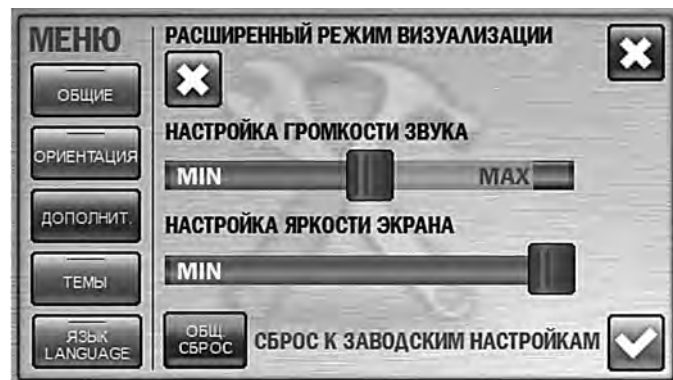 МЕНЮ
ОБЩИЕ
ОРИЕНТАЦИЯ
ДОПОЛНИТ.
ТЕМЫ
ЯЗЫК
LANGUAGE
РАСШИРЕННЫЙ РЕЖИМ ВИЗУАЛИЗАЦИИ
НАСТРОЙКА ГРОМКОСТИ ЗВУКА
MIN MAX
НАСТРОЙКА ЯРКОСТИ ЭКРАНА
MIN
ОБЩ.
СБРОС
СБРОС К ЗАВОДСКИМ НАСТРОЙКАМ